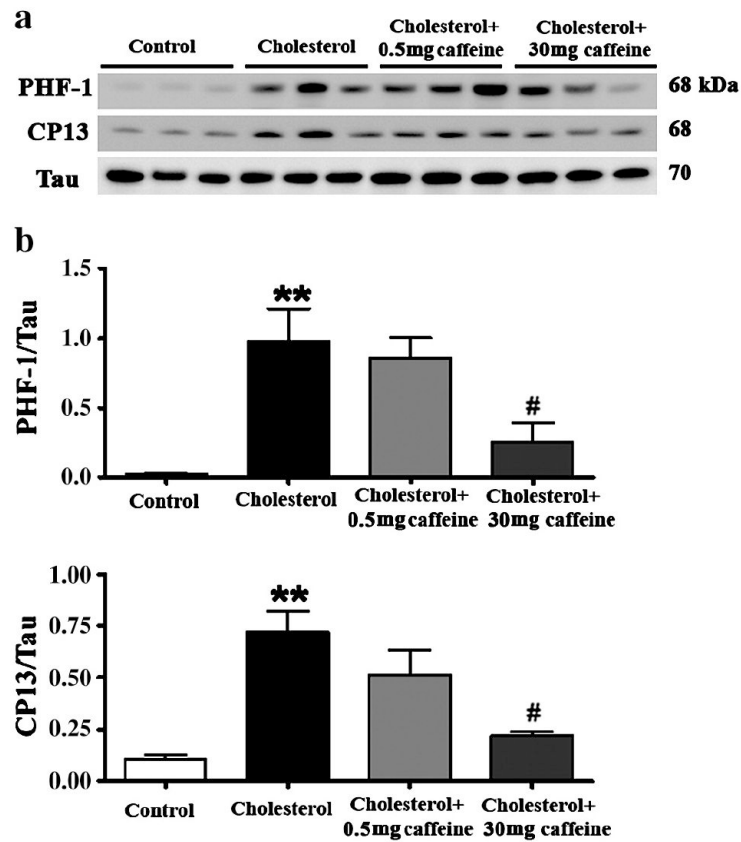 a
Control
Cholesterol
Cholesterol+
0.5mg caffeine
Cholesterol+
30mg caffeine
PHF-1
68 kDa
CP13
68
Tau
70
b
PHF-1/Tau
1.5
1.0
0.5
0.0
**
#
Control
Cholesterol
Cholesterol+
0.5mg caffeine
Cholesterol+
30mg caffeine
CP13/Tau
1.00
0.75
0.50
0.25
0.00
**
#
Control
Cholesterol
Cholesterol+
0.5mg caffeine
Cholesterol+
30mg caffeine